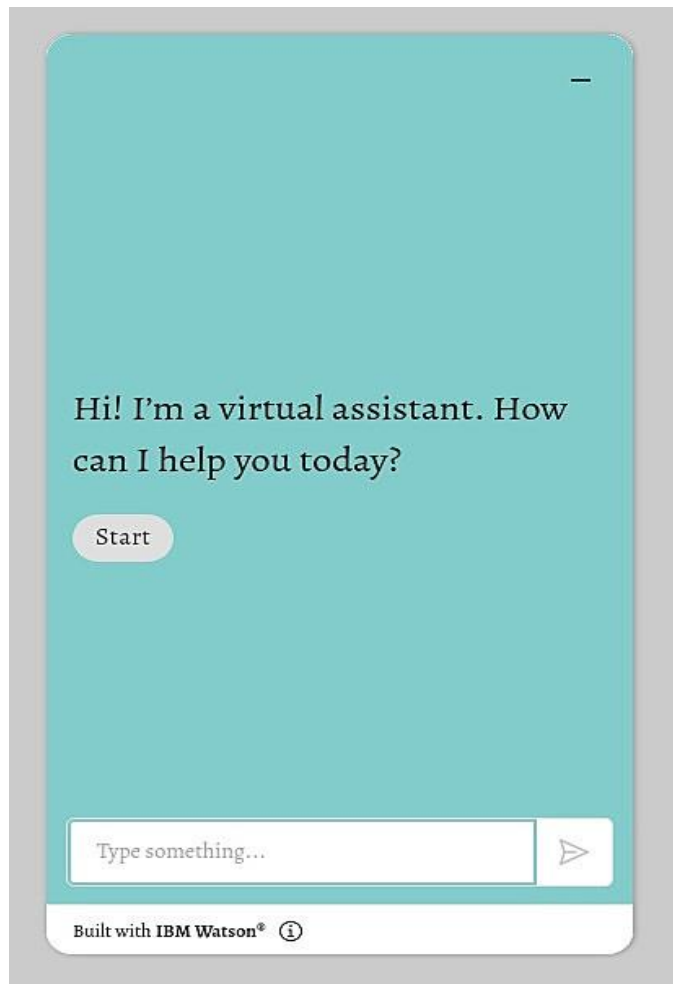 Hi! I’m a virtual assistant. How
can I help you today?
Start
Type something...
Built with IBM Watson®